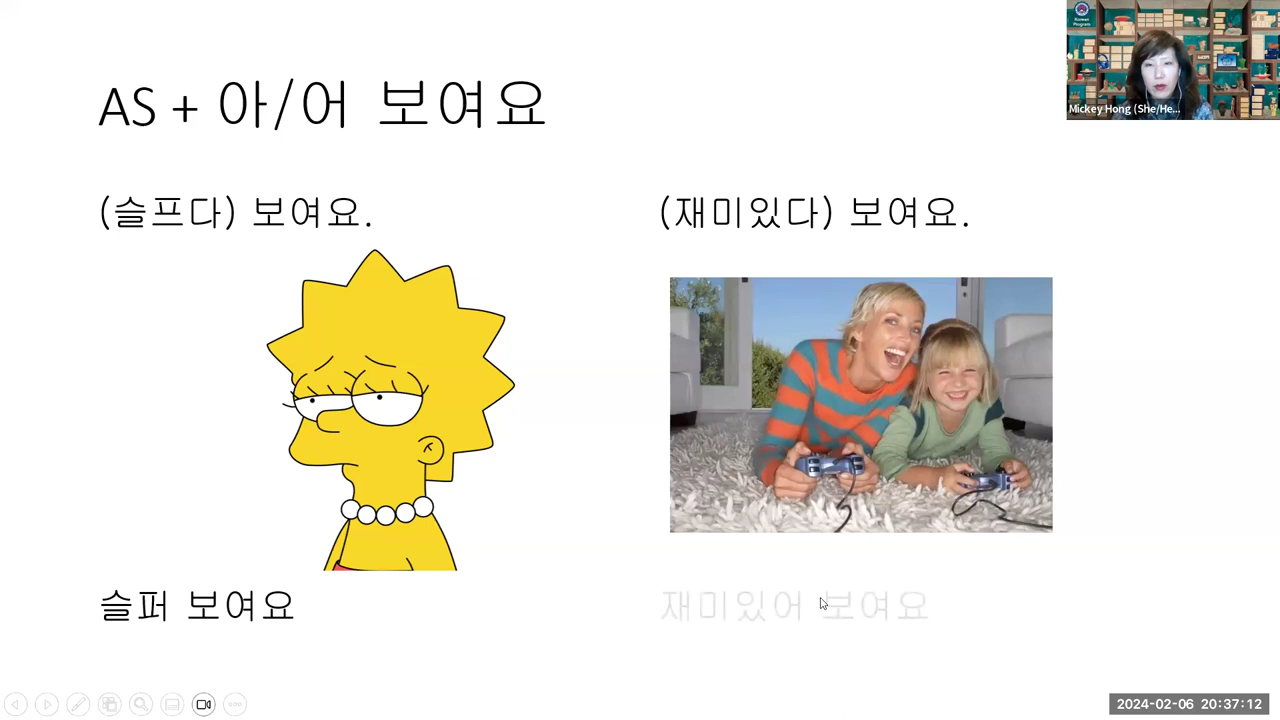 AS + 아/어 보여요
(슬프다) 보여요.
(재미있다) 보여요.
슬퍼 보여요
재미있어 보여요
Korean
Program
Mickey Hong (She/He...
2024-02-06 20:37:12